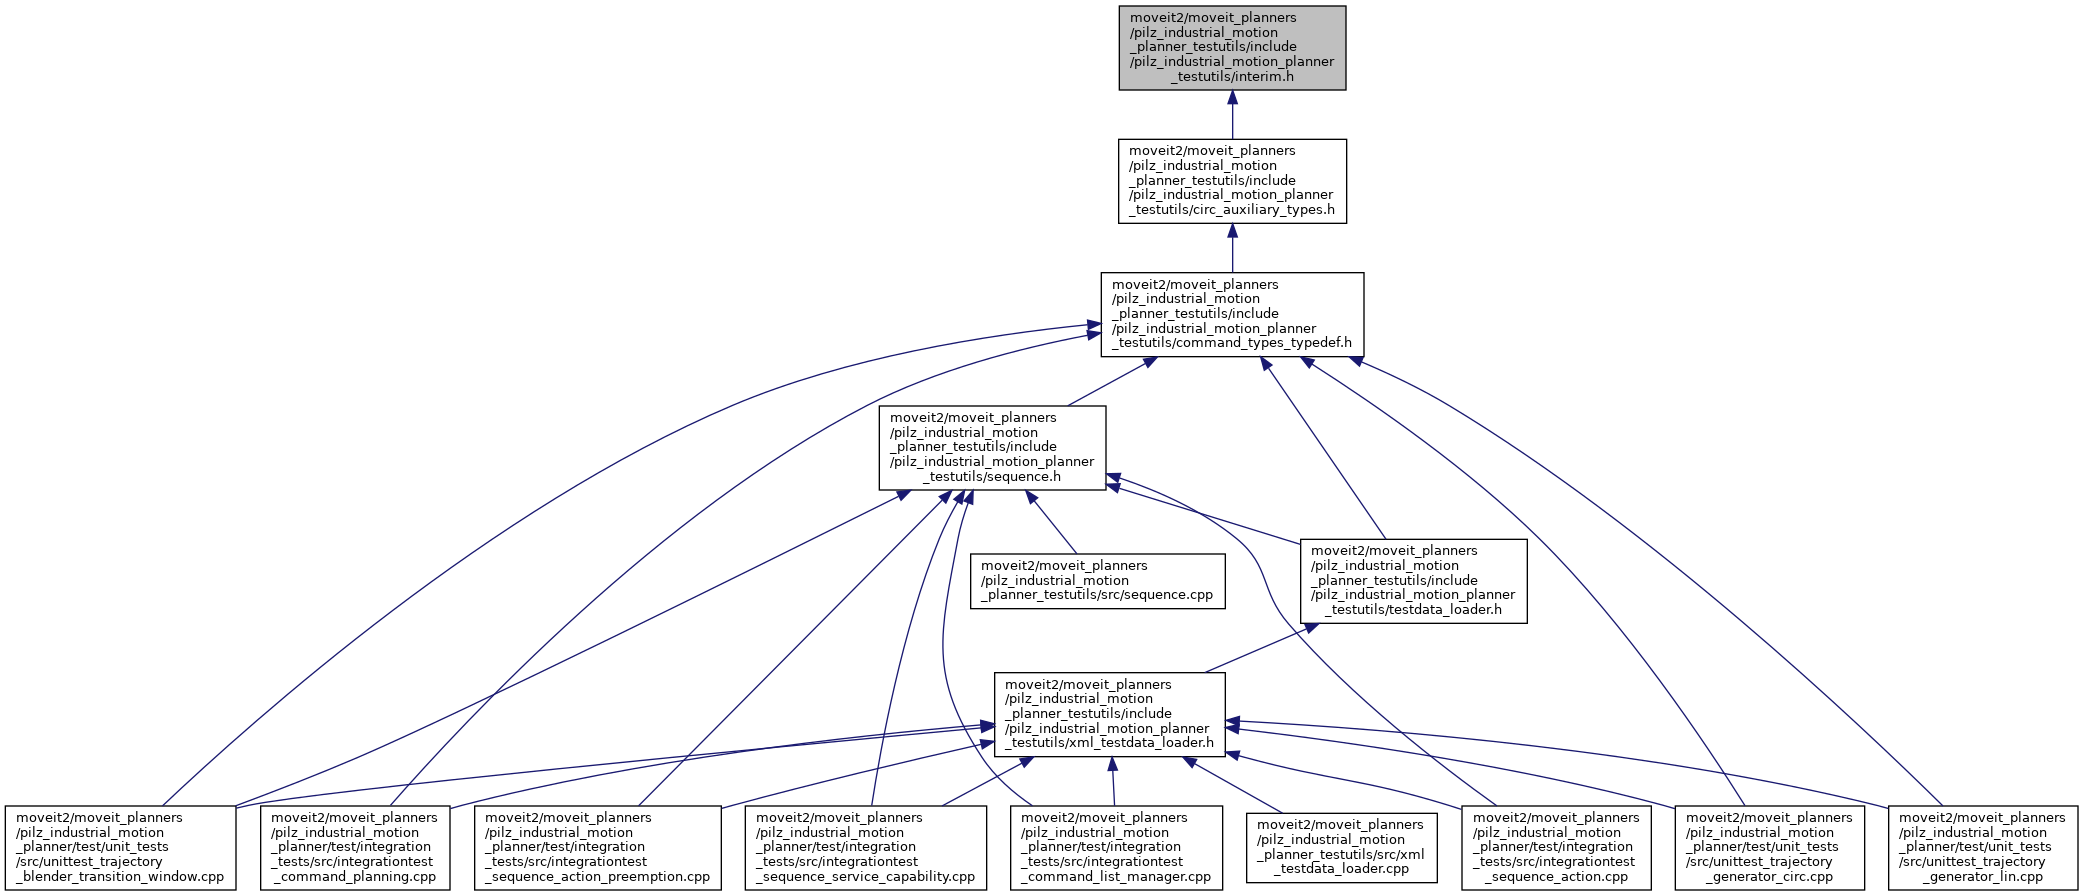 moveit2/moveit_planners
/pilz_industrial_motion
_planner_testutils/include
/pilz_industrial_motion_planner
_testutils/interim.h
moveit2/moveit_planners
/pilz_industrial_motion
_planner_testutils/include
/pilz_industrial_motion_planner
_testutils/circ_auxiliary_types.h
moveit2/moveit_planners
/pilz_industrial_motion
_planner_testutils/include
/pilz_industrial_motion_planner
_testutils/command_types_typedef.h
moveit2/moveit_planners
/pilz_industrial_motion
_planner_testutils/include
/pilz_industrial_motion_planner
_testutils/sequence.h
moveit2/moveit_planners
/pilz_industrial_motion
_planner_testutils/src/sequence.cpp
moveit2/moveit_planners
/pilz_industrial_motion
_planner_testutils/include
/pilz_industrial_motion_planner
_testutils/testdata_loader.h
moveit2/moveit_planners
/pilz_industrial_motion
_planner_testutils/include
/pilz_industrial_motion_planner
_testutils/xml_testdata_loader.h
moveit2/moveit_planners
/pilz_industrial_motion
_planner/test/unit_tests
/src/unittest_trajectory
_blender_transition_window.cpp
moveit2/moveit_planners
/pilz_industrial_motion
_planner/test/integration
_tests/src/integrationtest
_command_planning.cpp
moveit2/moveit_planners
/pilz_industrial_motion
_planner/test/integration
_tests/src/integrationtest
_sequence_action_preemption.cpp
moveit2/moveit_planners
/pilz_industrial_motion
_planner/test/integration
_tests/src/integrationtest
_sequence_service_capability.cpp
moveit2/moveit_planners
/pilz_industrial_motion
_planner/test/integration
_tests/src/integrationtest
_command_list_manager.cpp
moveit2/moveit_planners
/pilz_industrial_motion
_planner_testutils/src/xml
_testdata_loader.cpp
moveit2/moveit_planners
/pilz_industrial_motion
_planner/test/integration
_tests/src/integrationtest
_sequence_action.cpp
moveit2/moveit_planners
/pilz_industrial_motion
_planner/test/unit_tests
/src/unittest_trajectory
_generator_circ.cpp
moveit2/moveit_planners
/pilz_industrial_motion
_planner/test/unit_tests
/src/unittest_trajectory
_generator_lin.cpp